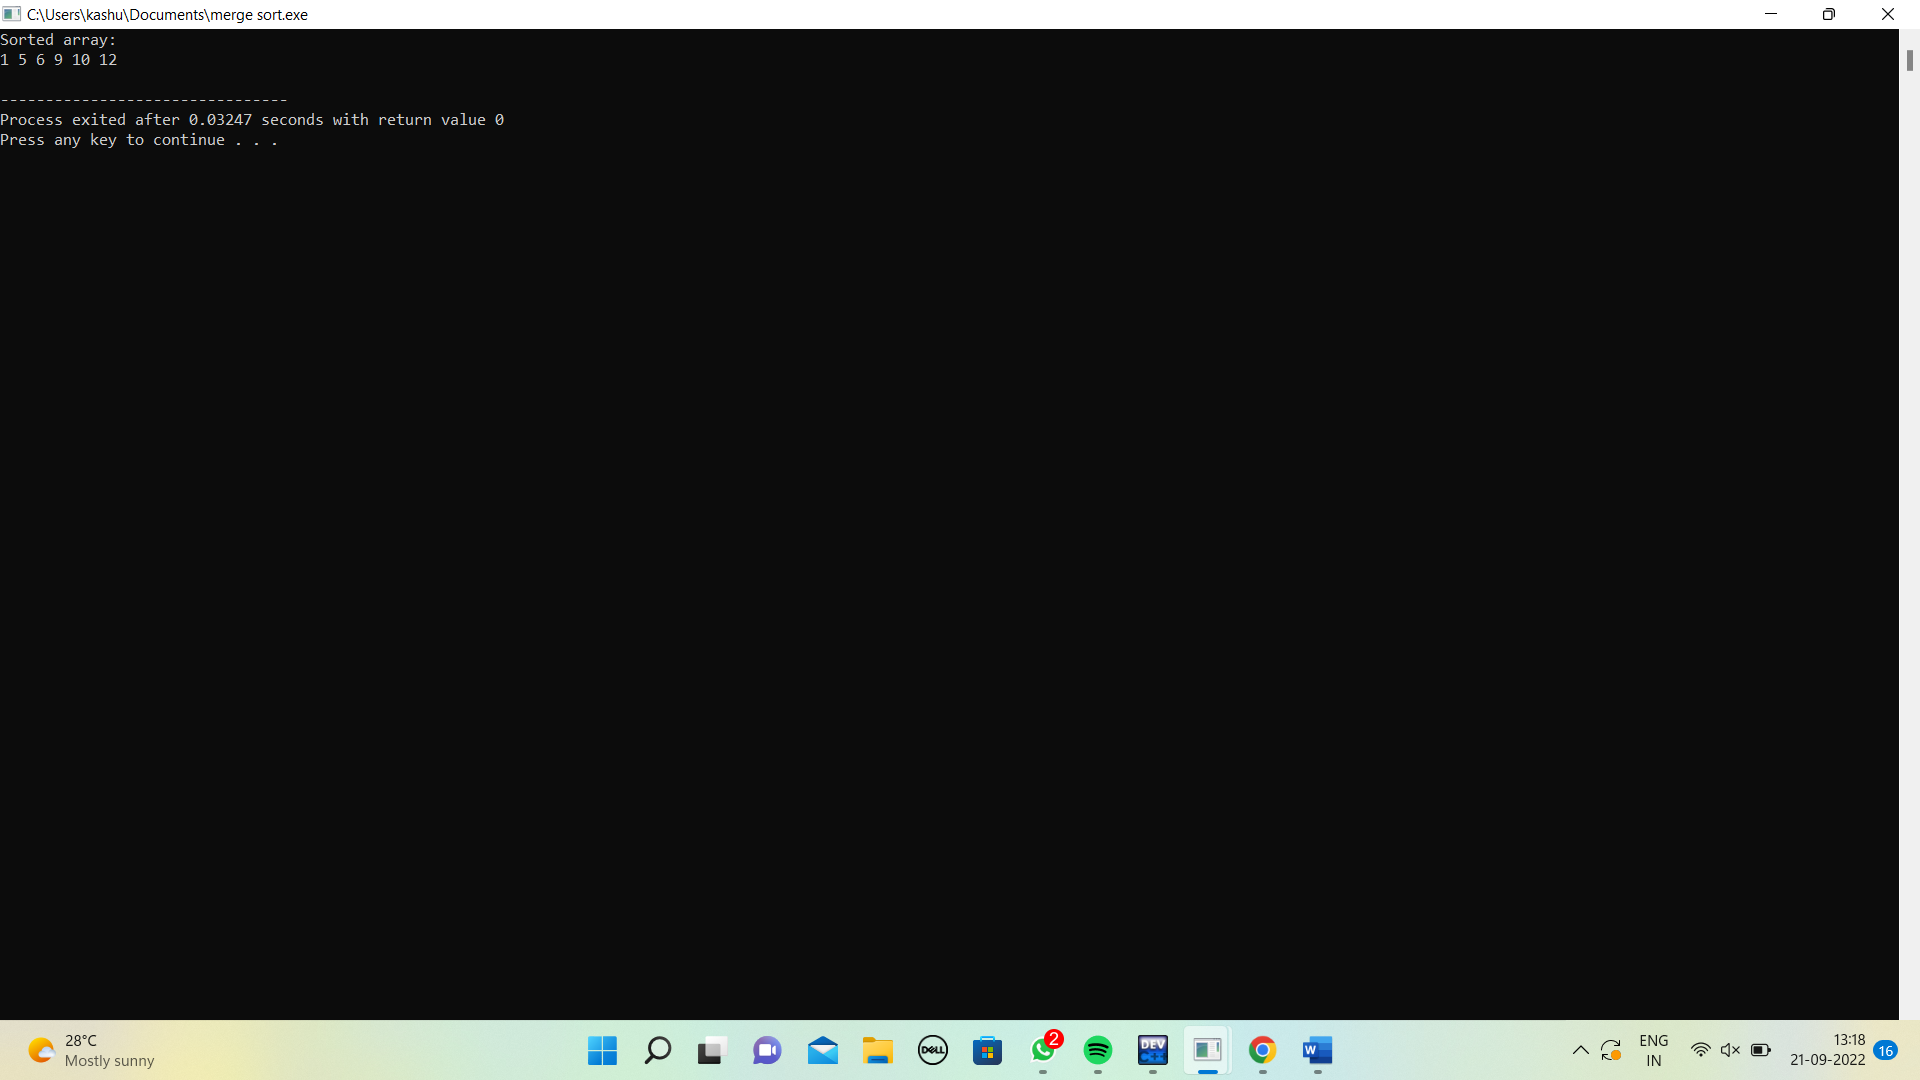 C:\Users\kashu\Documents\merge sort.exe
Sorted array:
1 5 6 9 10 12
--------------------------------
Process exited after 0.03247 seconds with return value 0
Press any key to continue . . .
28°C
Mostly sunny
DELL
2
DEV
C++
W
ENG
IN
13:18
21-09-2022
16